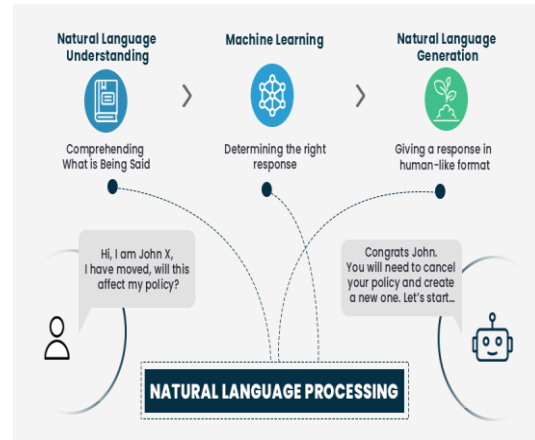 Natural Language
Understanding
Machine Learning
Natural Language
Generation
Comprehending
What is Being Said
Determining the right
response
Giving a response in
human-like format
Hi, I am John X,
I have moved, will this
affect my policy?
Congrats John.
You will need to cancel
your policy and create
a new one. Let's start...
NATURAL LANGUAGE PROCESSING